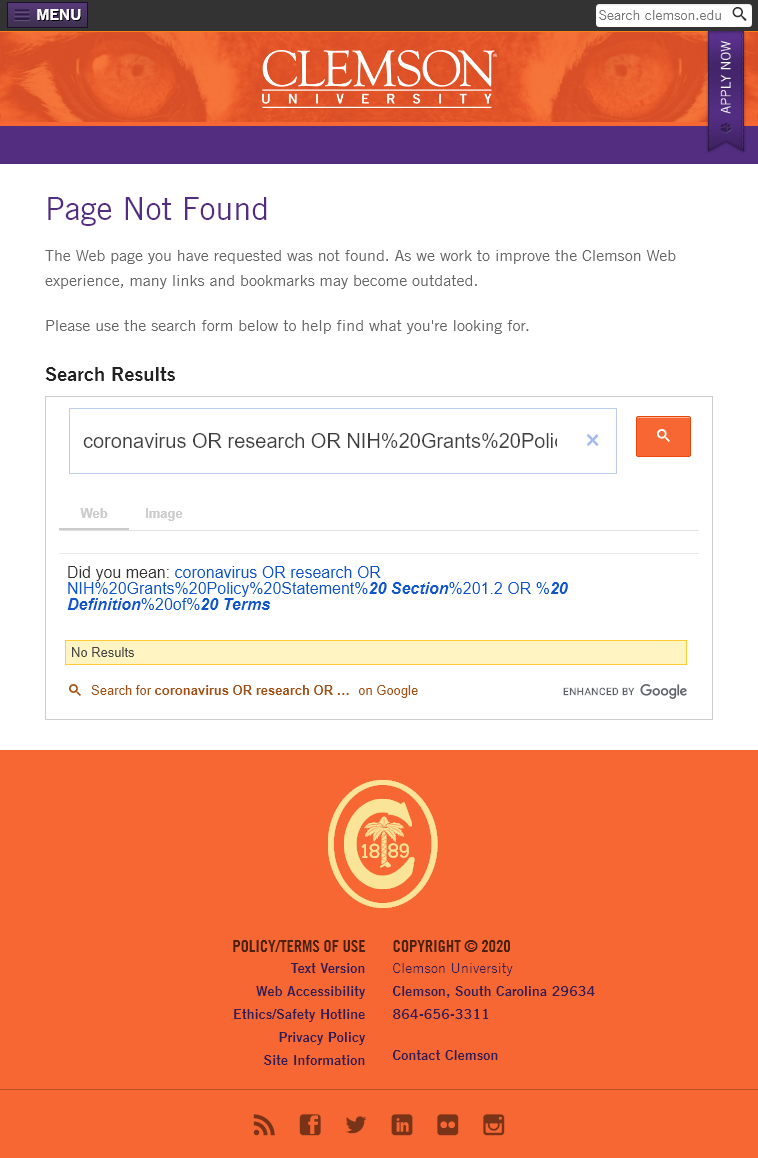 MENU
Search clemson.edu
CLEMSON
UNIVERSITY
APPLY NOW
Page Not Found
The Web page you have requested was not found. As we work to improve the Clemson Web
experience, many links and bookmarks may become outdated.
Please use the search form below to help find what you're looking for.
Search Results
coronavirus OR research OR NIH%20Grants%20Poli
Web Image
Did you mean: coronavirus OR research OR
NIH%20Grants%20Policy%20Statement%20 Section%201.2 OR %20
Definition%20of%20 Terms
No Results
Search for coronavirus OR research OR ... on Google
ENHANCED BY Google
1889
POLICY/TERMS OF USE
Text Version
Web Accessibility
Ethics/Safety Hotline
Privacy Policy
Site Information
COPYRIGHT © 2020
Clemson University
Clemson, South Carolina 29634
864-656-3311
Contact Clemson